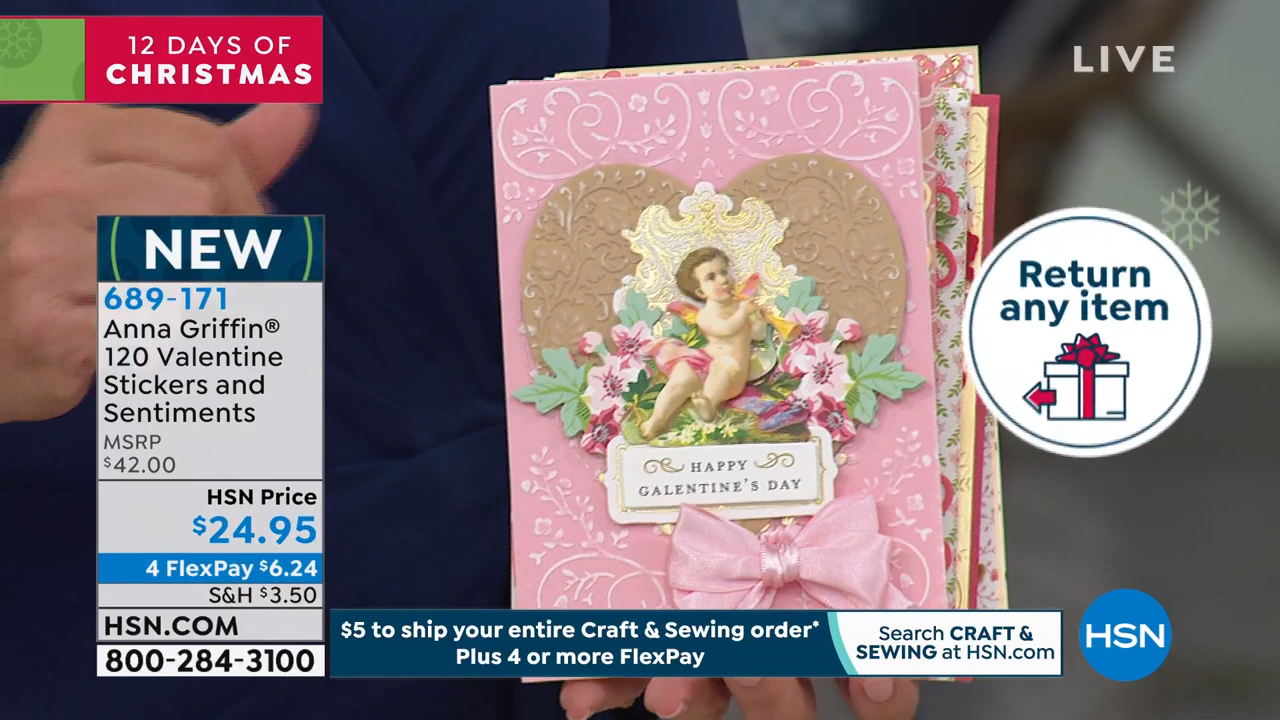 12 DAYS OF
CHRISTMAS
LIVE
NEW
689-171
Anna Griffin®
120 Valentine
Stickers and
Sentiments
MSRP
$42.00
HSN Price
$24.95
4 FlexPay $6.24
S&H $3.50
HSN.COM
800-284-3100
HAPPY
GALENTINE'S DAY
Return
any item
$5 to ship your entire Craft & Sewing order*
Plus 4 or more FlexPay
Search CRAFT &
SEWING at HSN.com
HSN